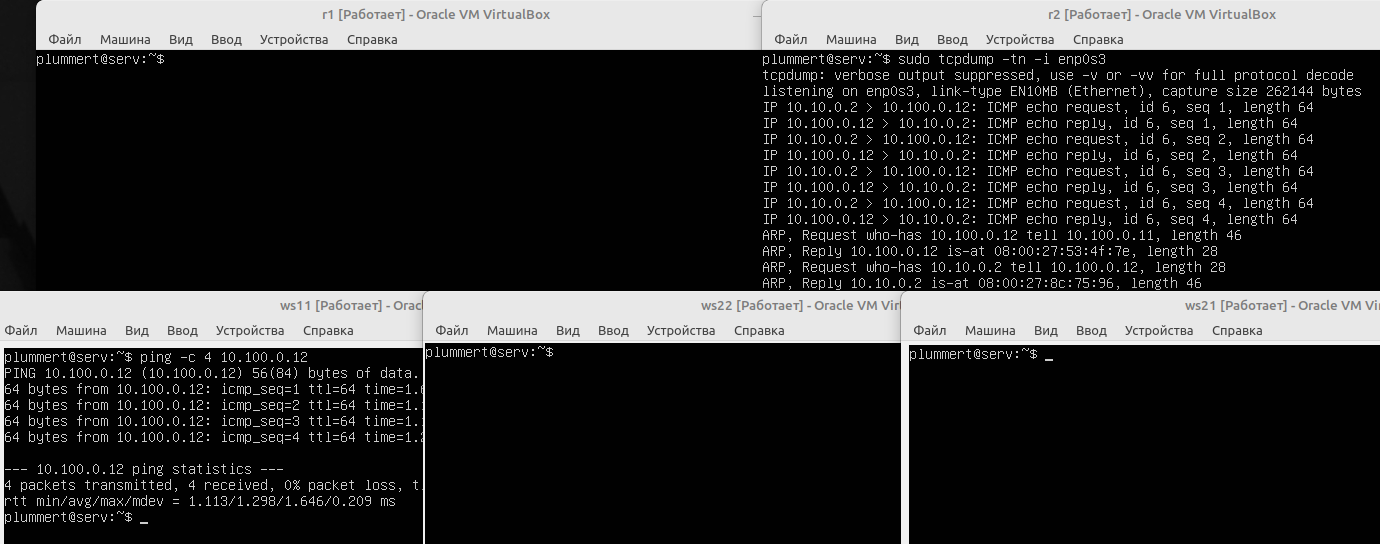 r1 [Работает] - Oracle VM VirtualBox
Файл Машина Вид Ввод Устройства Справка
plummert@serv:~$
r2 [Работает] - Oracle VM VirtualBox
Файл Машина Вид Ввод Устройства Справка
plummert@serv:~$ sudo tcpdump -tn -i enp0s3
tcpdump: verbose output suppressed, use -v or -vv for full protocol decode
listening on enp0s3, link-type EN10MB (Ethernet), capture size 262144 bytes
IP 10.10.0.2 > 10.100.0.12: ICMP echo request, id 6, seq 1, length 64
IP 10.100.0.12 > 10.10.0.2: ICMP echo reply, id 6, seq 1, length 64
IP 10.10.0.2 > 10.100.0.12: ICMP echo request, id 6, seq 2, length 64
IP 10.100.0.12 > 10.10.0.2: ICMP echo reply, id 6, seq 2, length 64
IP 10.10.0.2 > 10.100.0.12: ICMP echo request, id 6, seq 3, length 64
IP 10.100.0.12 > 10.10.0.2: ICMP echo reply, id 6, seq 3, length 64
IP 10.10.0.2 > 10.100.0.12: ICMP echo request, id 6, seq 4, length 64
IP 10.100.0.12 > 10.10.0.2: ICMP echo reply, id 6, seq 4, length 64
ARP, Request who-has 10.100.0.12 tell 10.100.0.11, length 46
ARP, Reply 10.100.0.12 is-at 08:00:27:53:4f:7e, length 28
ARP, Request who-has 10.10.0.2 tell 10.100.0.12, length 28
ARP, Reply 10.10.0.2 is-at 08:00:27:8c:75:96, length 46
ws11 [Работает] - Oracle
Файл Машина Вид Ввод Устройства Справка
plummert@serv:~$ ping -c 4 10.100.0.12
PING 10.100.0.12 (10.100.0.12) 56(84) bytes of data.
64 bytes from 10.100.0.12: icmp_seq=1 ttl=64 time=1.6
64 bytes from 10.100.0.12: icmp_seq=2 ttl=64 time=1.1
64 bytes from 10.100.0.12: icmp_seq=3 ttl=64 time=1.1
64 bytes from 10.100.0.12: icmp_seq=4 ttl=64 time=1.2
--- 10.100.0.12 ping statistics ---
4 packets transmitted, 4 received, 0% packet loss, t
rtt min/avg/max/mdev = 1.113/1.298/1.646/0.209 ms
plummert@serv:~$ _
ws22 [Работает] - Oracle VM Virt
Файл Машина Вид Ввод Устройства Справка
plummert@serv:~$
ws21 [Работает] - Oracle VM Vi
Файл Машина Вид Ввод Устройства Справка
plummert@serv:~$ _